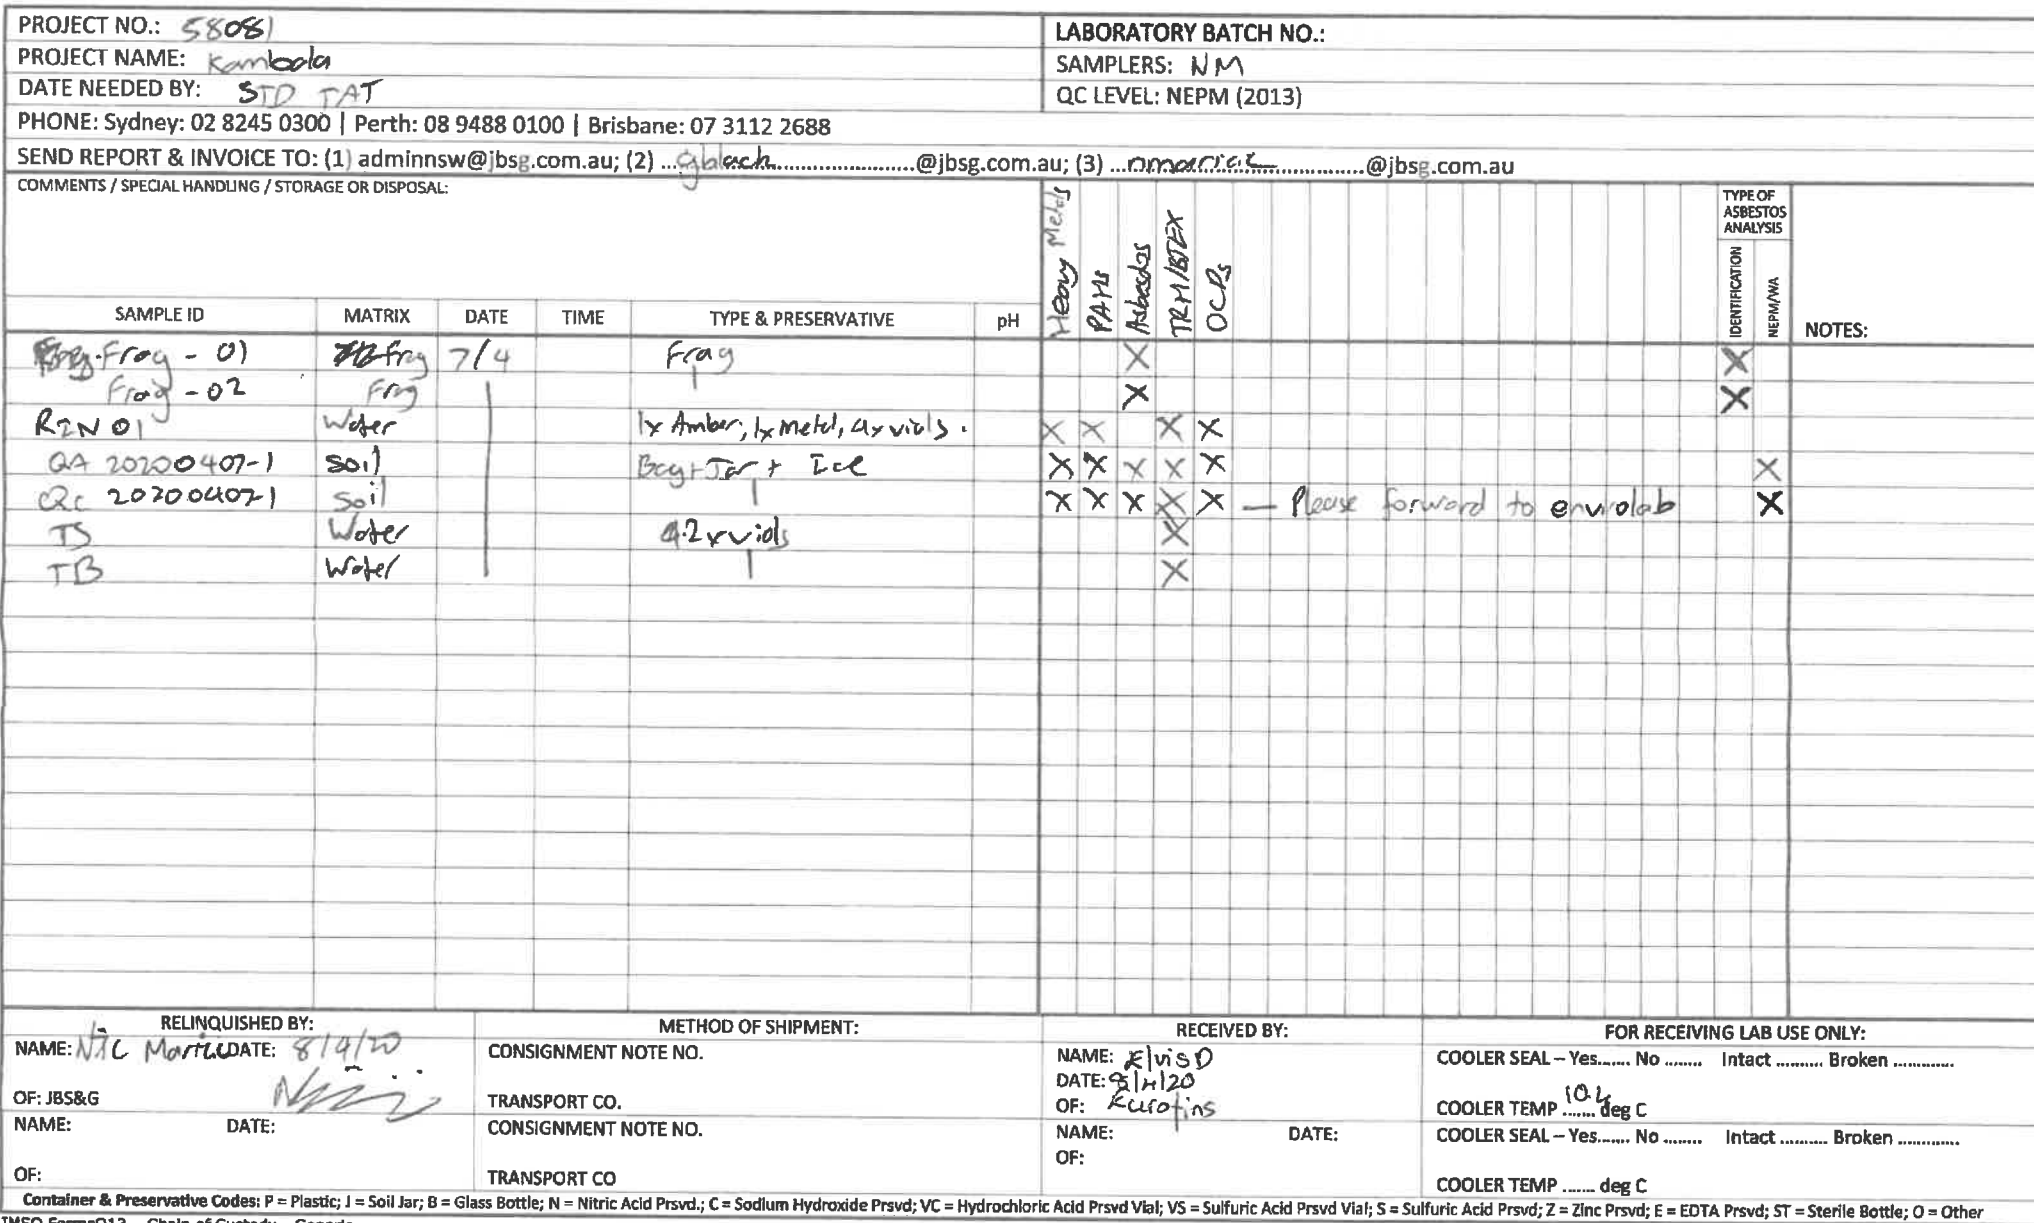 PROJECT NO.: 58081
LABORATORY BATCH NO.:
PROJECT NAME: Kambala
SAMPLERS: NM
DATE NEEDED BY: STD TAT
QC LEVEL: NEPM (2013)
PHONE: Sydney: 02 8245 0300 | Perth: 08 9488 0100 | Brisbane: 07 3112 2688
SEND REPORT & INVOICE TO: (1) adminnsw@jbsg.com.au; (2) ...gblack...@jbsg.com.au; (3) ...@jbsg.com.au
COMMENTS / SPECIAL HANDLING / STORAGE OR DISPOSAL:
Heavy Metals
PAHs
Asbestos
TRH/BTEX
OCPs
TYPE OF ASBESTOS ANALYSIS
IDENTIFICATION
NEPM/WA
SAMPLE ID MATRIX DATE TIME TYPE & PRESERVATIVE pH NOTES:
Frag - 01 frag 7/4 Frag X X
Frag - 02 Frag X X
RIN 01 Water 1x Amber, 1x Metal, 4x vials. X X X X
QA 20200407-1 Soil Bag + Jar + Ice X X X X X X
QC 20200407-1 Soil X X X X X — Please forward to envirolab X
TS Water 2 x vials X
TB Water X
RELINQUISHED BY: METHOD OF SHIPMENT: RECEIVED BY: FOR RECEIVING LAB USE ONLY:
NAME: Nic DATE: 8/4/20 CONSIGNMENT NOTE NO. NAME: Elvis D COOLER SEAL – Yes....... No ........ Intact .......... Broken .............
DATE: 8/4/20
OF: JBS&G TRANSPORT CO. OF: Eurofins COOLER TEMP ....... deg C
NAME: DATE: CONSIGNMENT NOTE NO. NAME: DATE: COOLER SEAL – Yes....... No ........ Intact .......... Broken .............
OF: TRANSPORT CO OF: COOLER TEMP ....... deg C
Container & Preservative Codes: P = Plastic; J = Soil Jar; B = Glass Bottle; N = Nitric Acid Prsvd.; C = Sodium Hydroxide Prsvd; VC = Hydrochloric Acid Prsvd Vial; VS = Sulfuric Acid Prsvd Vial; S = Sulfuric Acid Prsvd; Z = Zinc Prsvd; E = EDTA Prsvd; ST = Sterile Bottle; O = Other